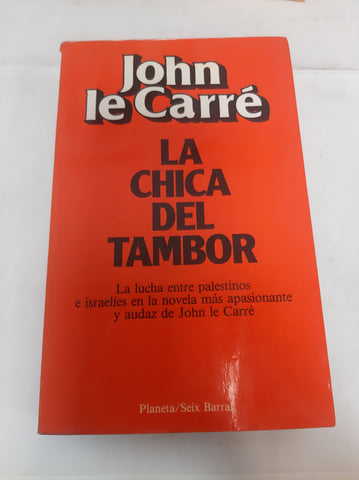 John
le Carré
LA
CHICA
DEL
TAMBOR
La lucha entre palestinos
e israelíes en la novela más apasionante
y audaz de John le Carré
Planeta/Seix Barral